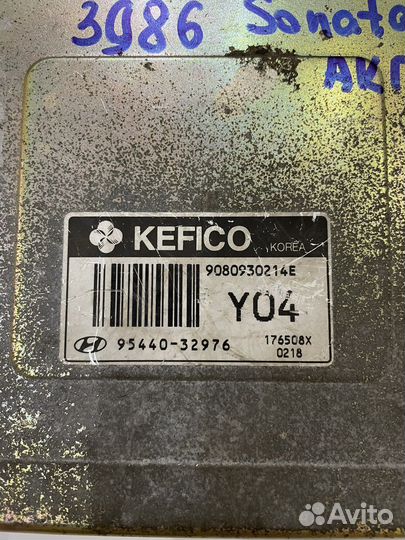 3986 Sonata
АКП
KEFICO KOREA
9080930214E
Y04
95440-32976
176508X
0218
Avito